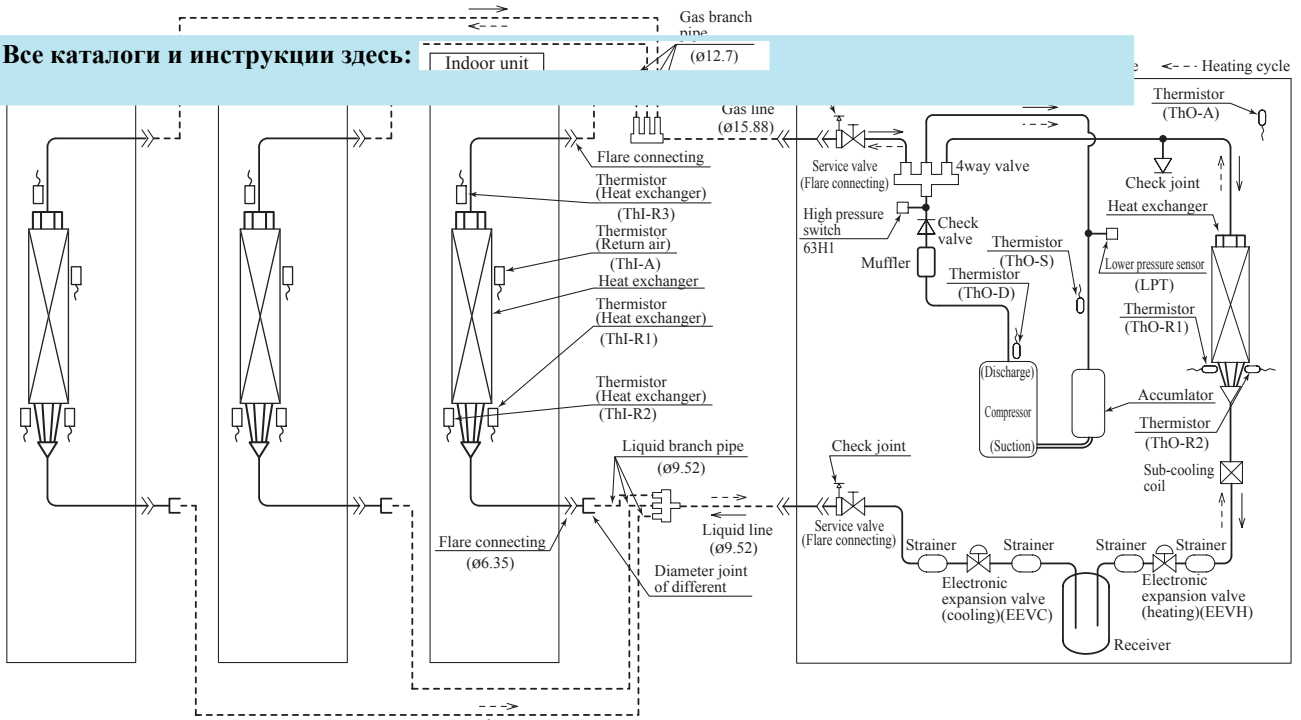 Gas branch
pipe
Все каталоги и инструкции здесь:
(ø12.7)
Indoor unit
Heating cycle
Thermistor
(ThO-A)
Gas line
(ø15.88)
Flare connecting
Thermistor
(Heat exchanger)
(ThI-R3)
Thermistor
(Return air)
(ThI-A)
Heat exchanger
Thermistor
(Heat exchanger)
(ThI-R1)
Thermistor
(Heat exchanger)
(ThI-R2)
Service valve
(Flare connecting)
4way valve
Check joint
Heat exchanger
High pressure
switch
63H1
Check
valve
Muffler
Thermistor
(ThO-S)
Thermistor
(ThO-D)
Lower pressure sensor
(LPT)
Thermistor
(ThO-R1)
(Discharge)
Compressor
(Suction)
Accumlator
Thermistor
(ThO-R2)
Sub-cooling
coil
Liquid branch pipe
(ø9.52)
Check joint
Flare connecting
(ø6.35)
Liquid line
(ø9.52)
Diameter joint
of different
Service valve
(Flare connecting)
Strainer
Strainer
Strainer
Strainer
Electronic
expansion valve
(cooling)(EEVC)
Electronic
expansion valve
(heating)(EEVH)
Receiver